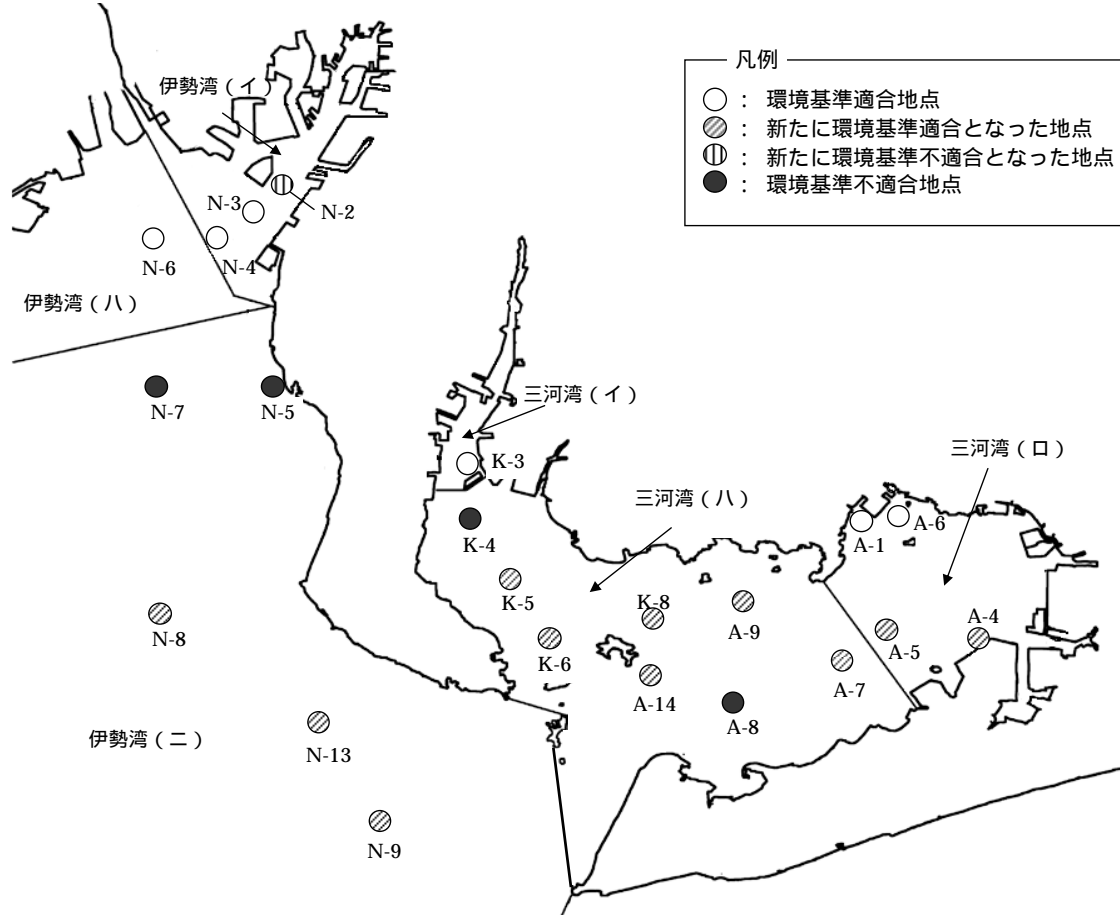 凡例
○ : 環境基準適合地点
: 新たに環境基準適合となった地点
: 新たに環境基準不適合となった地点
● : 環境基準不適合地点
伊勢湾(イ)
N-3
N-2
N-6
N-4
伊勢湾(ハ)
N-7
N-5
三河湾(イ)
K-3
三河湾(ロ)
三河湾(ハ)
A-6
A-1
K-4
K-5
K-8
A-9
A-4
A-5
N-8
K-6
A-7
A-14
A-8
伊勢湾(ニ)
N-13
N-9